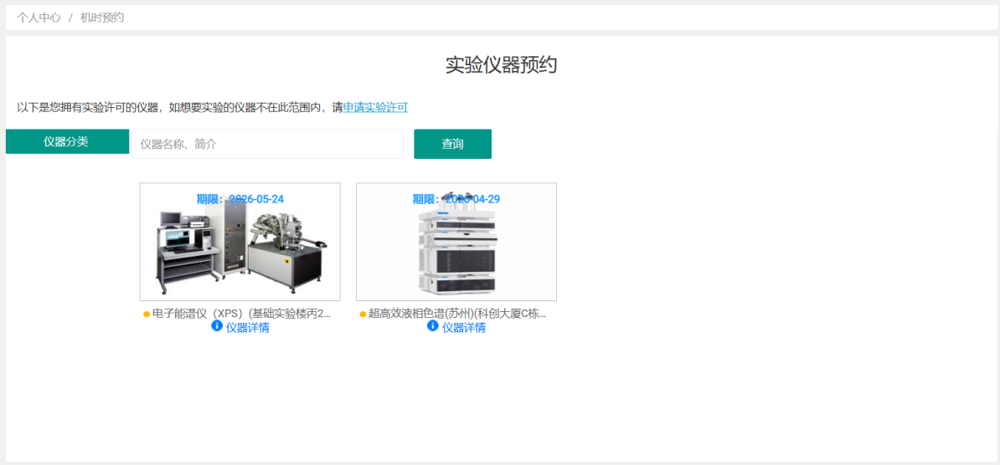 个人中心 / 机时预约
实验仪器预约
以下是您拥有实验许可的仪器，如想要实验的仪器不在此范围内，请申请实验许可
仪器分类
仪器名称、简介
查询
期限：2026-05-24
期限：2026-04-29
电子能谱仪（XPS）(基础实验楼丙2...
仪器详情
超高效液相色谱(苏州)(科创大厦C栋...
仪器详情